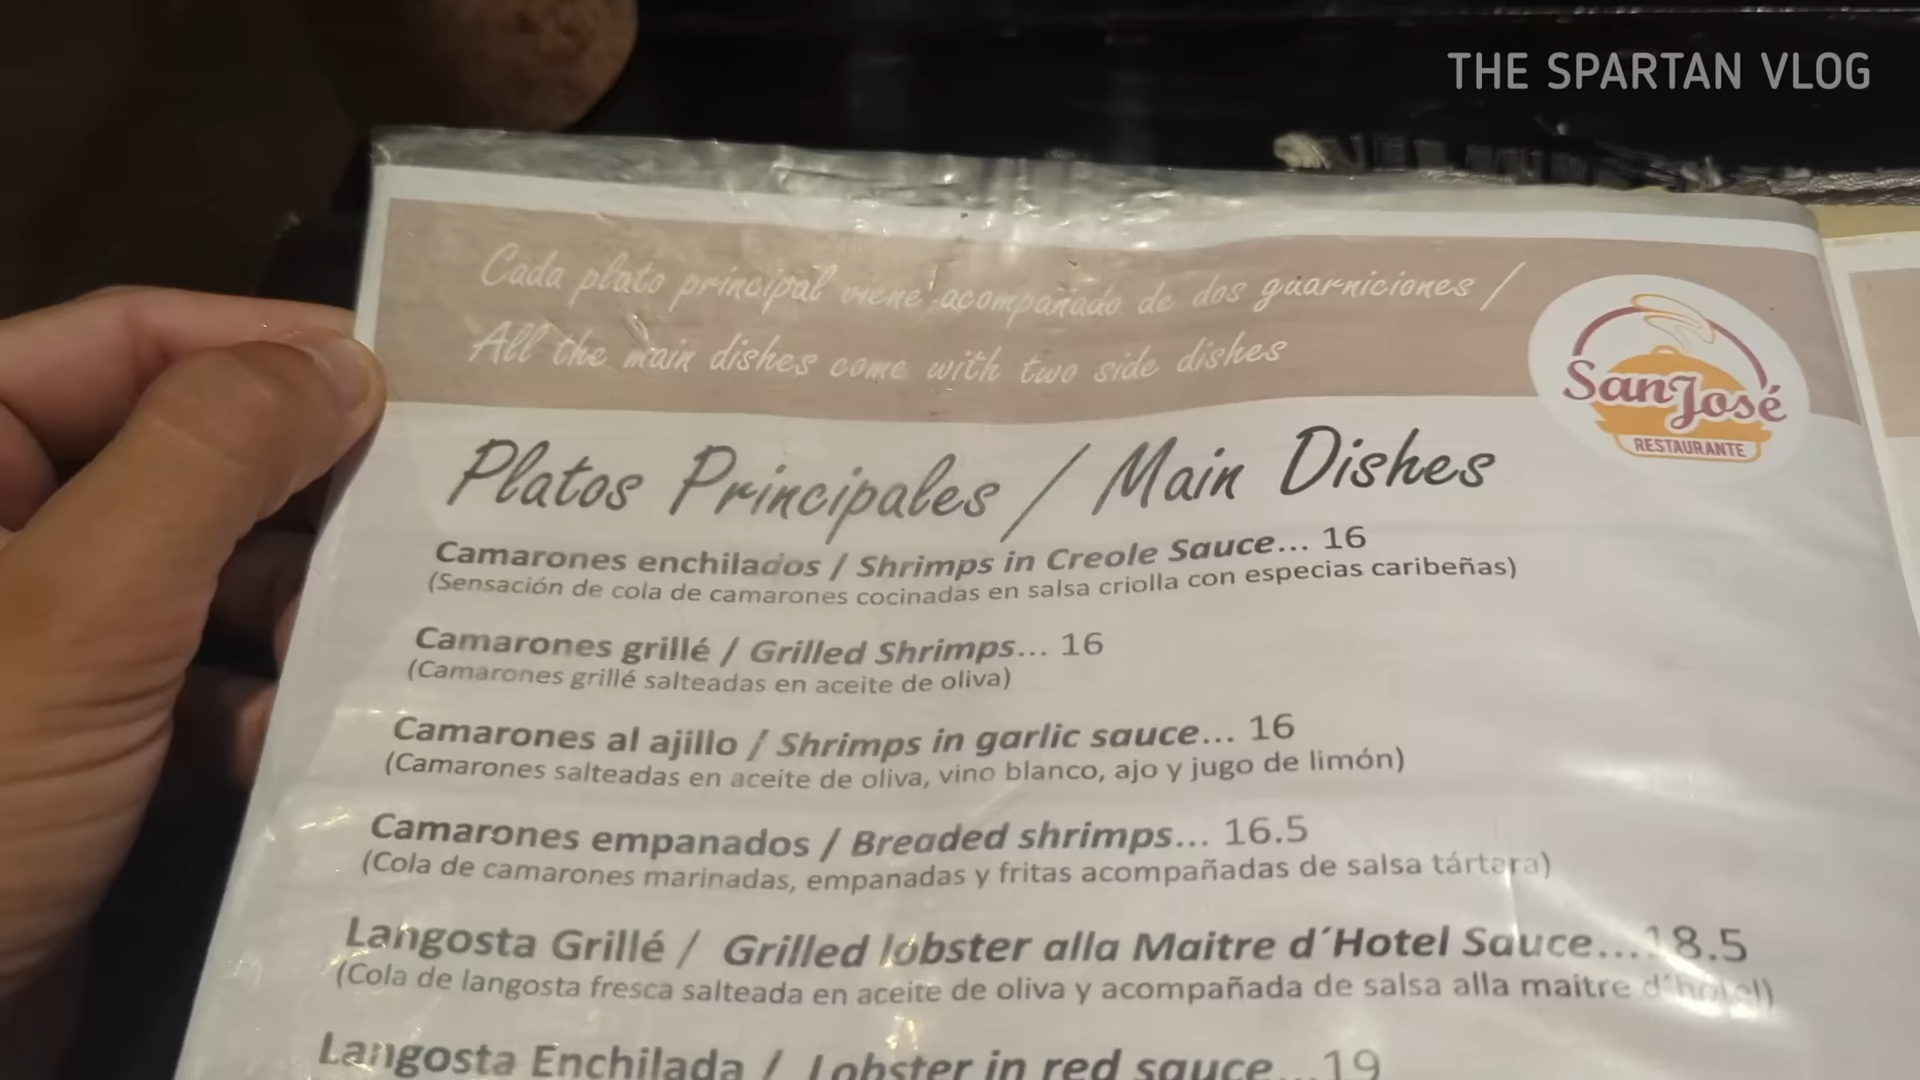 THE SPARTAN VLOG
Cada plato principal viene acompañado de dos guarniciones /
All the main dishes come with two side dishes
SanJosé
RESTAURANTE
Platos Principales / Main Dishes
Camarones enchilados / Shrimps in Creole Sauce... 16
(Sensación de cola de camarones cocinadas en salsa criolla con especias caribeñas)
Camarones grillé / Grilled Shrimps... 16
(Camarones grillé salteadas en aceite de oliva)
Camarones al ajillo / Shrimps in garlic sauce... 16
(Camarones salteadas en aceite de oliva, vino blanco, ajo y jugo de limón)
Camarones empanados / Breaded shrimps... 16.5
(Cola de camarones marinadas, empanadas y fritas acompañadas de salsa tártara)
Langosta Grillé / Grilled lobster alla Maitre d´Hotel Sauce....18.5
(Cola de langosta fresca salteada en aceite de oliva y acompañada de salsa alla maitre d´hotel)
Langosta Enchilada / Lobster in red sauce...19